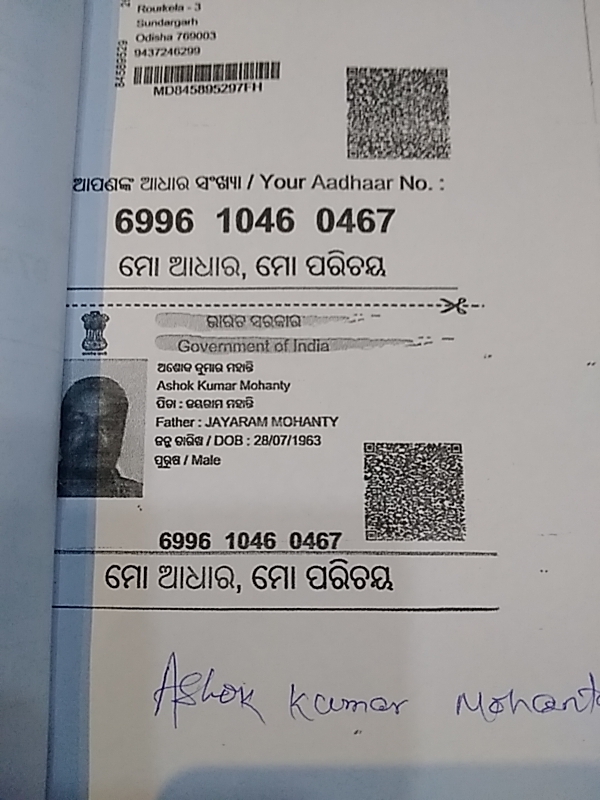 Rourkela - 3
Sundargarh
Odisha 769003
9437246299
MD845895297FH
84589529
ଆପଣଙ୍କ ଆଧାର ସଂଖ୍ୟା / Your Aadhaar No. :
6996 1046 0467
ମୋ ଆଧାର, ମୋ ପରିଚୟ
ଭାରତ ସରକାର
Government of India
ଅଶୋକ କୁମାର ମହାନ୍ତି
Ashok Kumar Mohanty
ପିତା : ଜୟରାମ ମହାନ୍ତି
Father : JAYARAM MOHANTY
ଜନ୍ମ ତାରିଖ / DOB : 28/07/1963
ପୁରୁଷ / Male
6996 1046 0467
ମୋ ଆଧାର, ମୋ ପରିଚୟ
Ashok Kumar Mohant